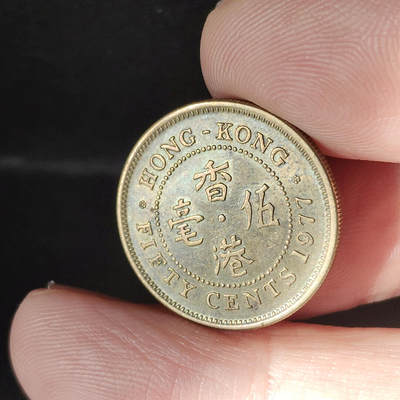 HONG - KONG
香港
伍毫
FIFTY CENTS 1977